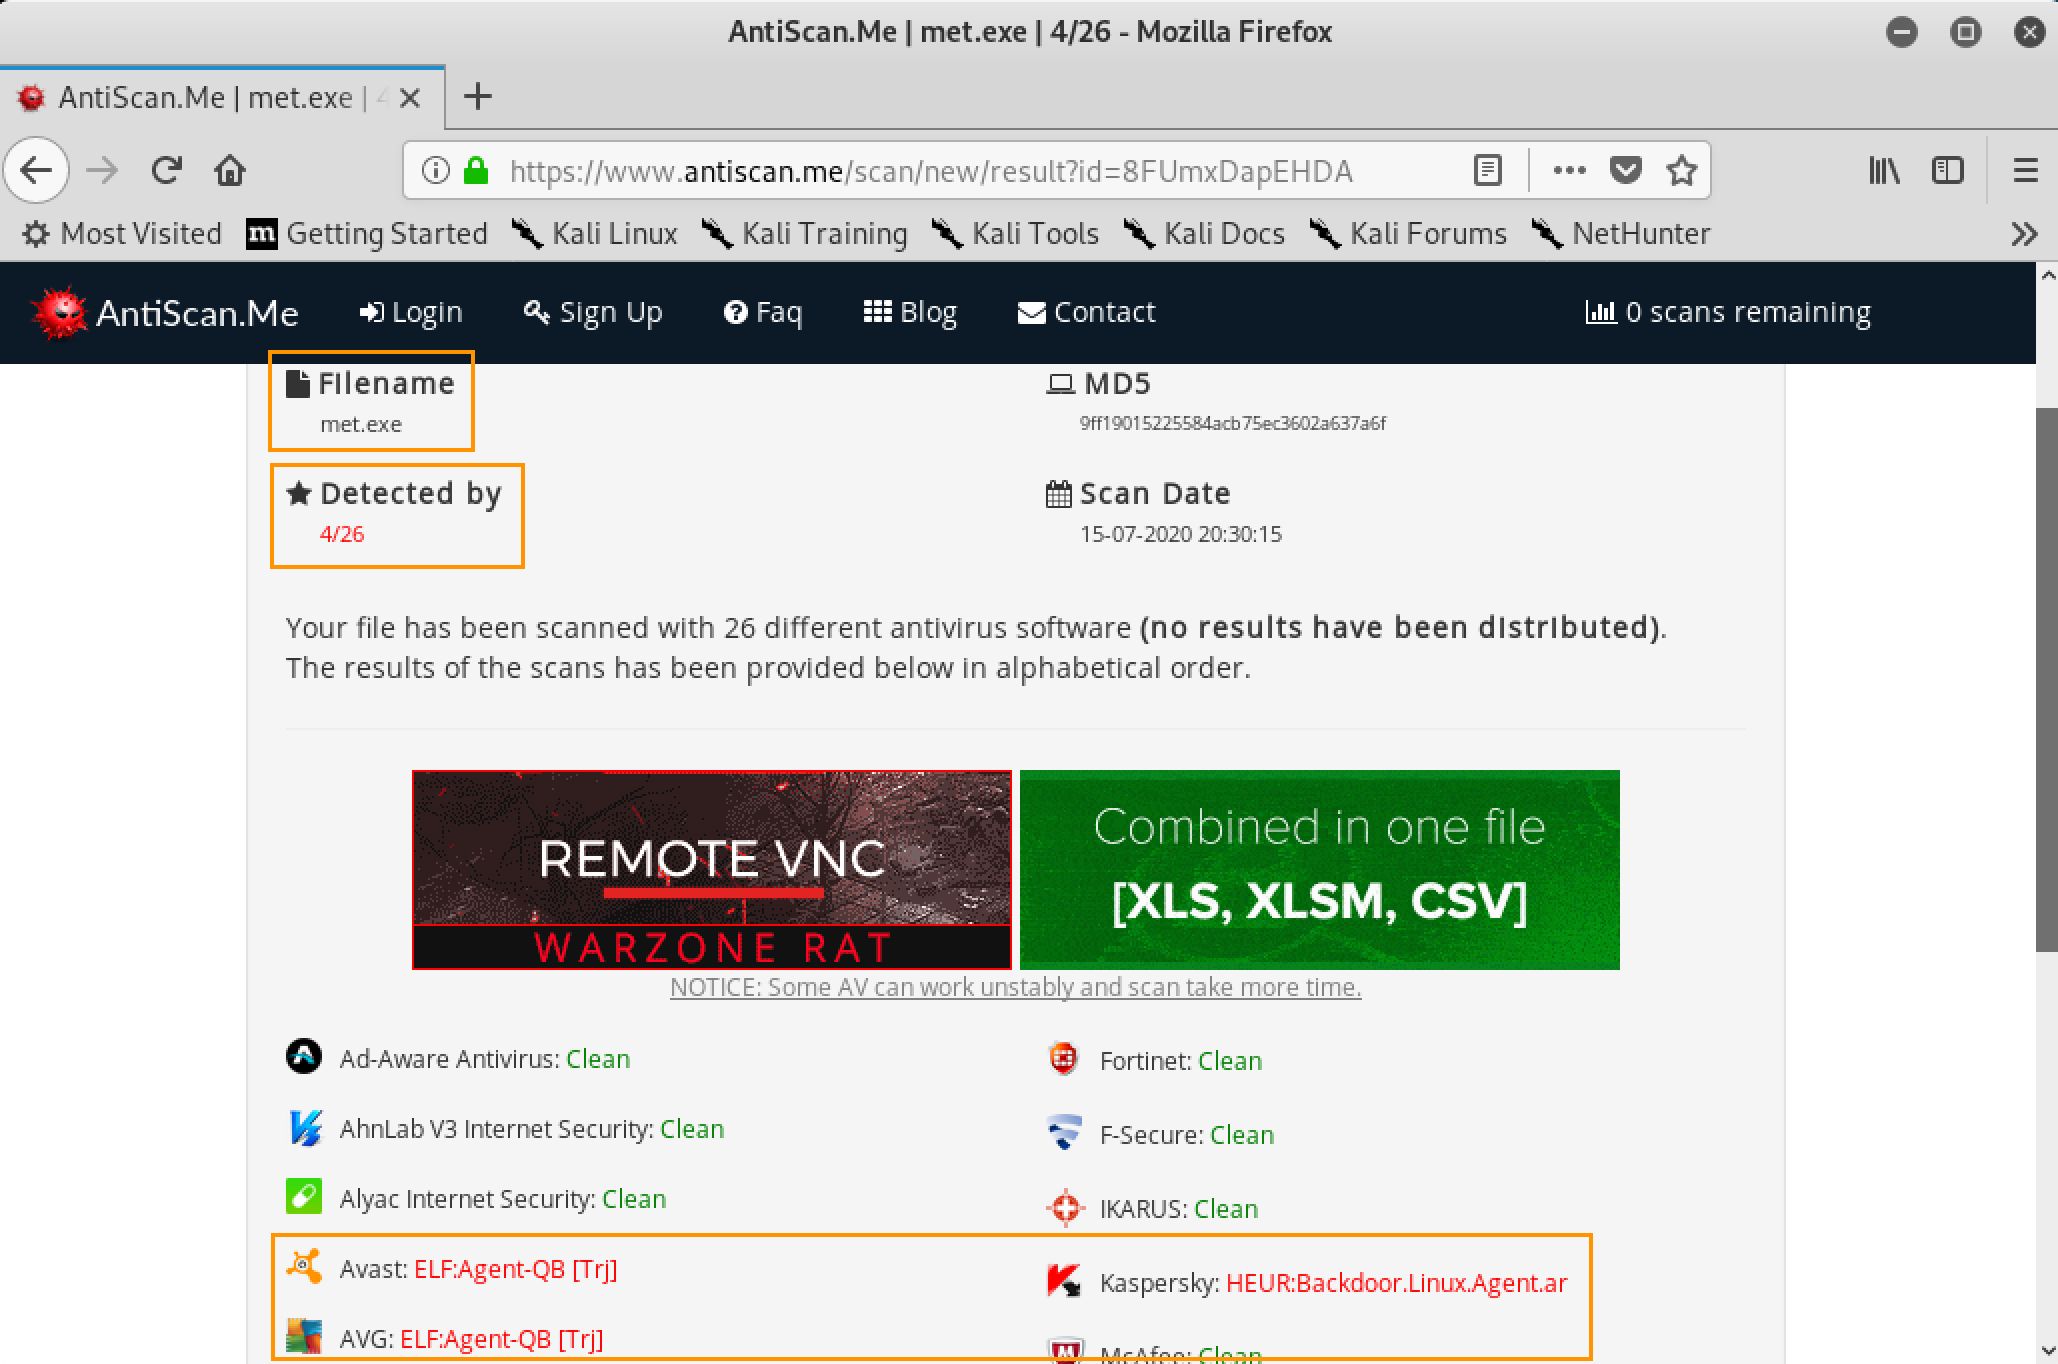 AntiScan.Me | met.exe | 4/26 - Mozilla Firefox
AntiScan.Me | met.exe | 4
https://www.antiscan.me/scan/new/result?id=8FUmxDapEHDA
Most Visited Getting Started Kali Linux Kali Training Kali Tools Kali Docs Kali Forums NetHunter
AntiScan.Me Login Sign Up Faq Blog Contact 0 scans remaining
Filename
met.exe
MD5
9ff19015225584acb75ec3602a637a6f
Detected by
4/26
Scan Date
15-07-2020 20:30:15
Your file has been scanned with 26 different antivirus software (no results have been distributed).
The results of the scans has been provided below in alphabetical order.
REMOTE VNC
WARZONE RAT
Combined in one file
[XLS, XLSM, CSV]
NOTICE: Some AV can work unstably and scan take more time.
Ad-Aware Antivirus: Clean
AhnLab V3 Internet Security: Clean
Alyac Internet Security: Clean
Avast: ELF:Agent-QB [Trj]
AVG: ELF:Agent-QB [Trj]
Fortinet: Clean
F-Secure: Clean
IKARUS: Clean
Kaspersky: HEUR:Backdoor.Linux.Agent.ar
McAfee: Clean